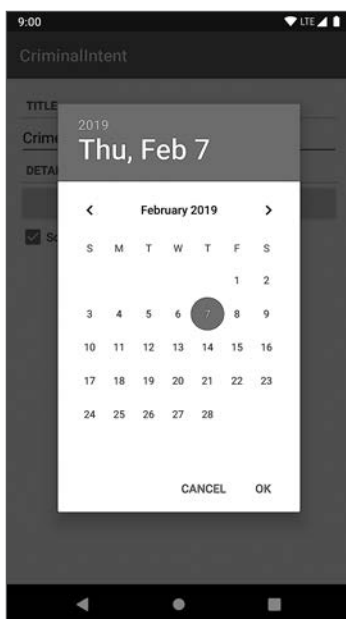 9:00 LTE
CriminalIntent
TITLE
Crime
2019
Thu, Feb 7
February 2019
S M T W T F S
1 2
3 4 5 6 7 8 9
10 11 12 13 14 15 16
17 18 19 20 21 22 23
24 25 26 27 28
CANCEL OK